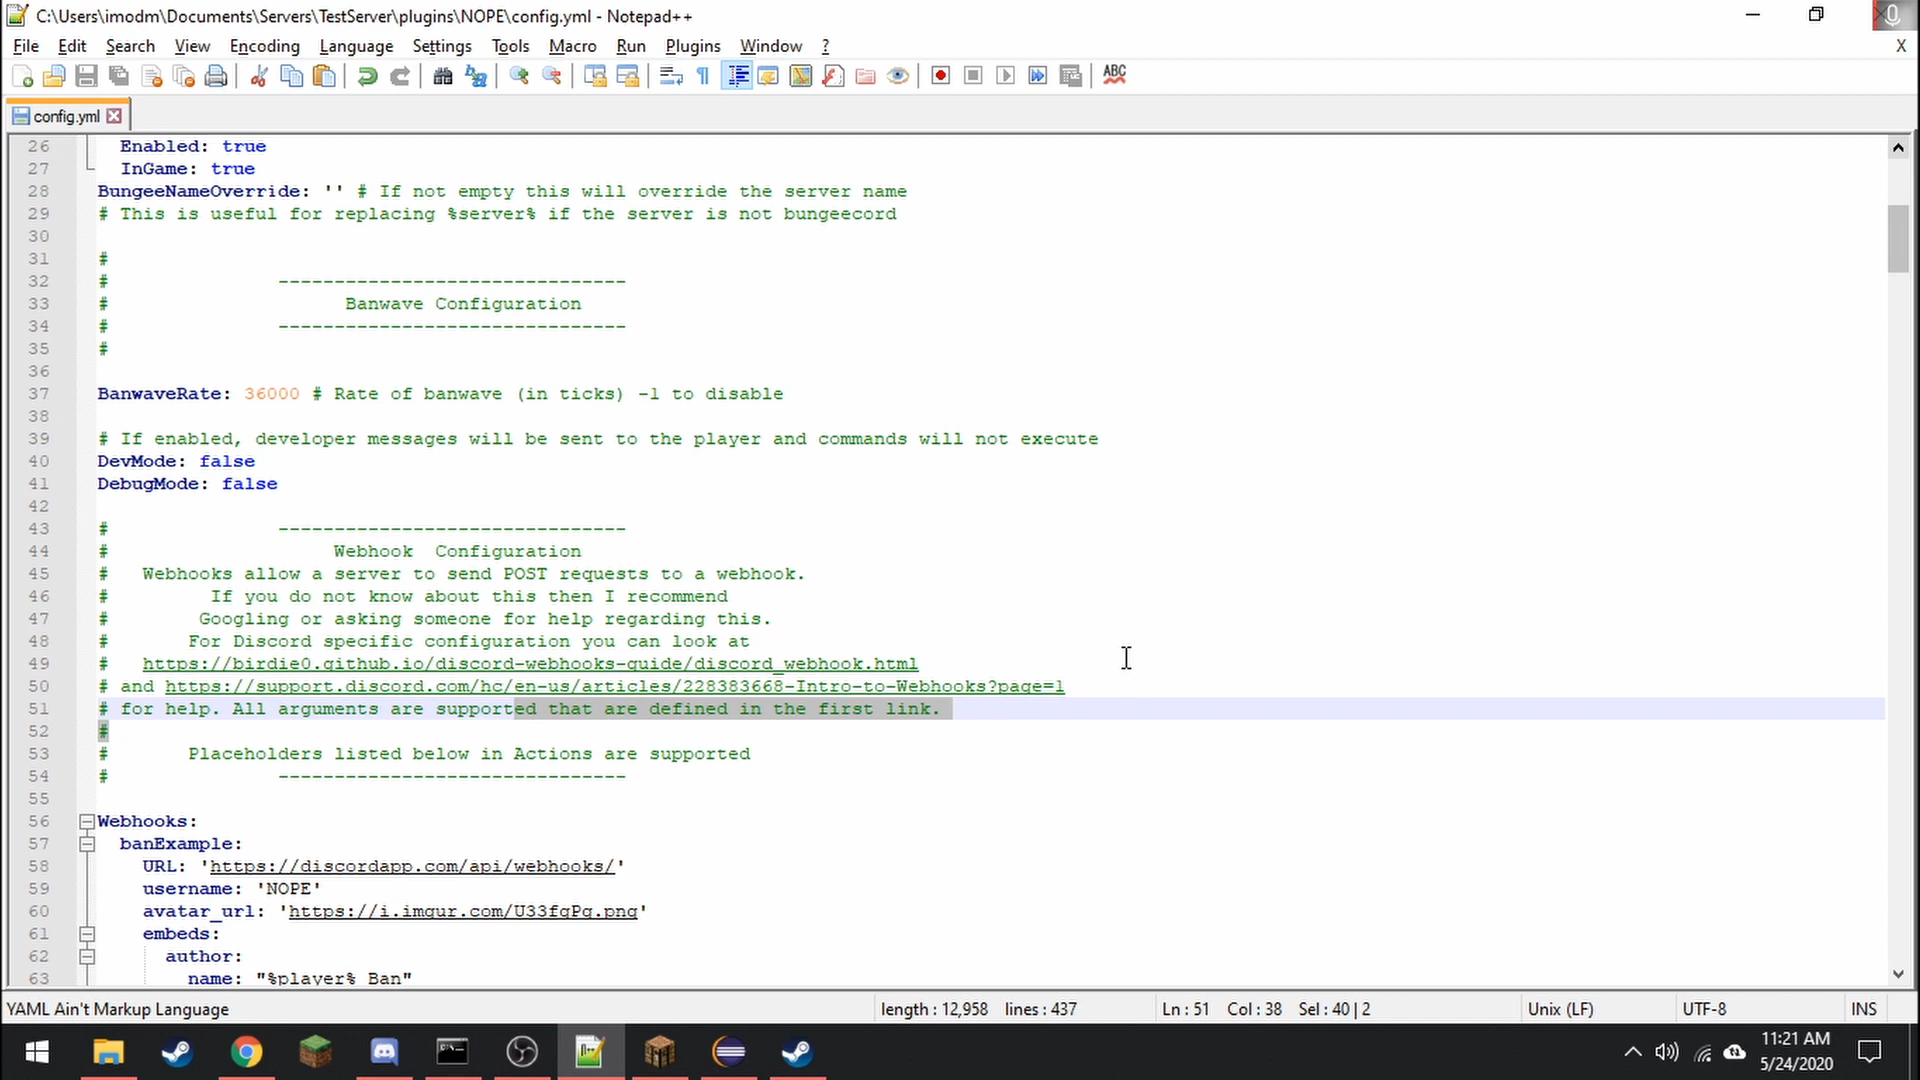 C:\Users\imodm\Documents\Servers\TestServer\plugins\NOPE\config.yml - Notepad++
File Edit Search View Encoding Language Settings Tools Macro Run Plugins Window ? X
ABC
config.yml
26 Enabled: true
27 InGame: true
28 BungeeNameOverride: '' # If not empty this will override the server name
29 # This is useful for replacing %server% if the server is not bungeecord
30
31 #
32 # -------------------------------
33 # Banwave Configuration
34 # -------------------------------
35 #
36
37 BanwaveRate: 36000 # Rate of banwave (in ticks) -1 to disable
38
39 # If enabled, developer messages will be sent to the player and commands will not execute
40 DevMode: false
41 DebugMode: false
42
43 # -------------------------------
44 # Webhook  Configuration
45 # Webhooks allow a server to send POST requests to a webhook.
46 # If you do not know about this then I recommend
47 # Googling or asking someone for help regarding this.
48 # For Discord specific configuration you can look at
49 # https://birdie0.github.io/discord-webhooks-guide/discord_webhook.html
50 # and https://support.discord.com/hc/en-us/articles/228383668-Intro-to-Webhooks?page=1
51 # for help. All arguments are supported that are defined in the first link.
52 #
53 # Placeholders listed below in Actions are supported
54 # -------------------------------
55
56 Webhooks:
57 banExample:
58 URL: 'https://discordapp.com/api/webhooks/'
59 username: 'NOPE'
60 avatar_url: 'https://i.imgur.com/U33fgPg.png'
61 embeds:
62 author:
63 name: "%player% Ban"
YAML Ain't Markup Language length : 12,958 lines : 437 Ln : 51 Col : 38 Sel : 40 | 2 Unix (LF) UTF-8 INS
11:21 AM
5/24/2020